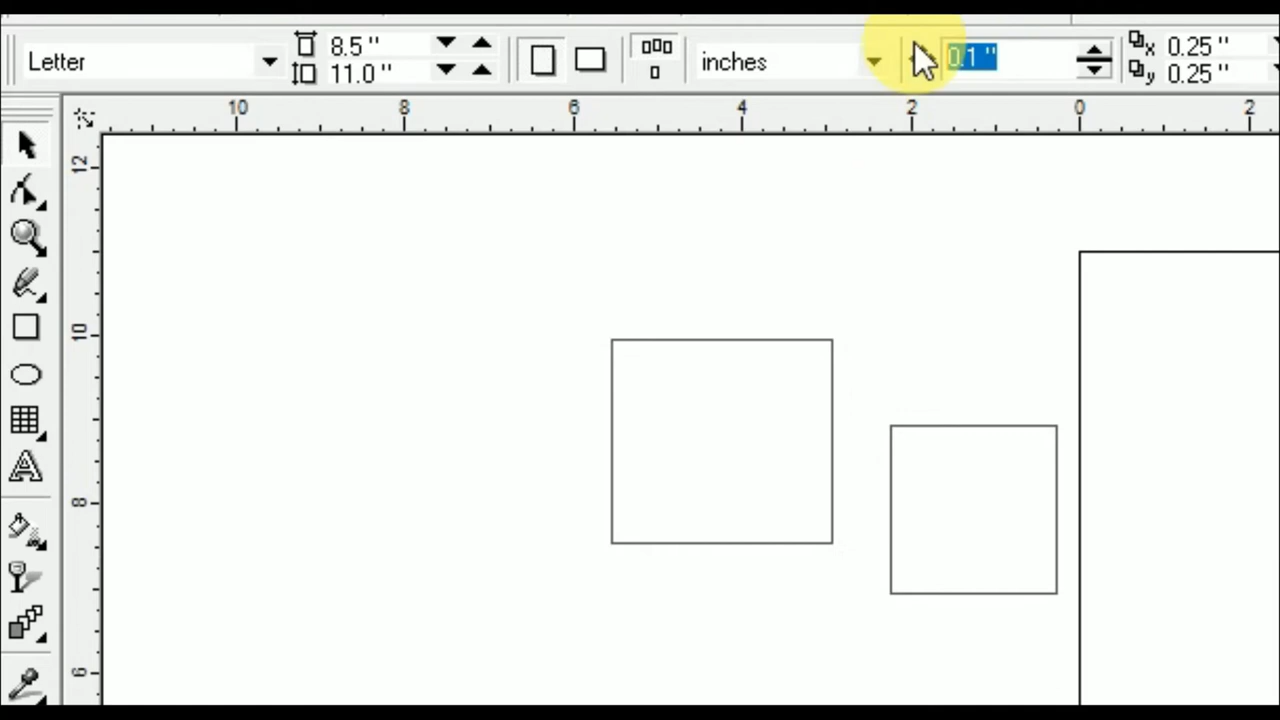 Letter
8.5 "
11.0 "
inches
0.1 "
x
0.25 "
y
0.25 "
10 8 6 4 2 0 2
12
10
8
6